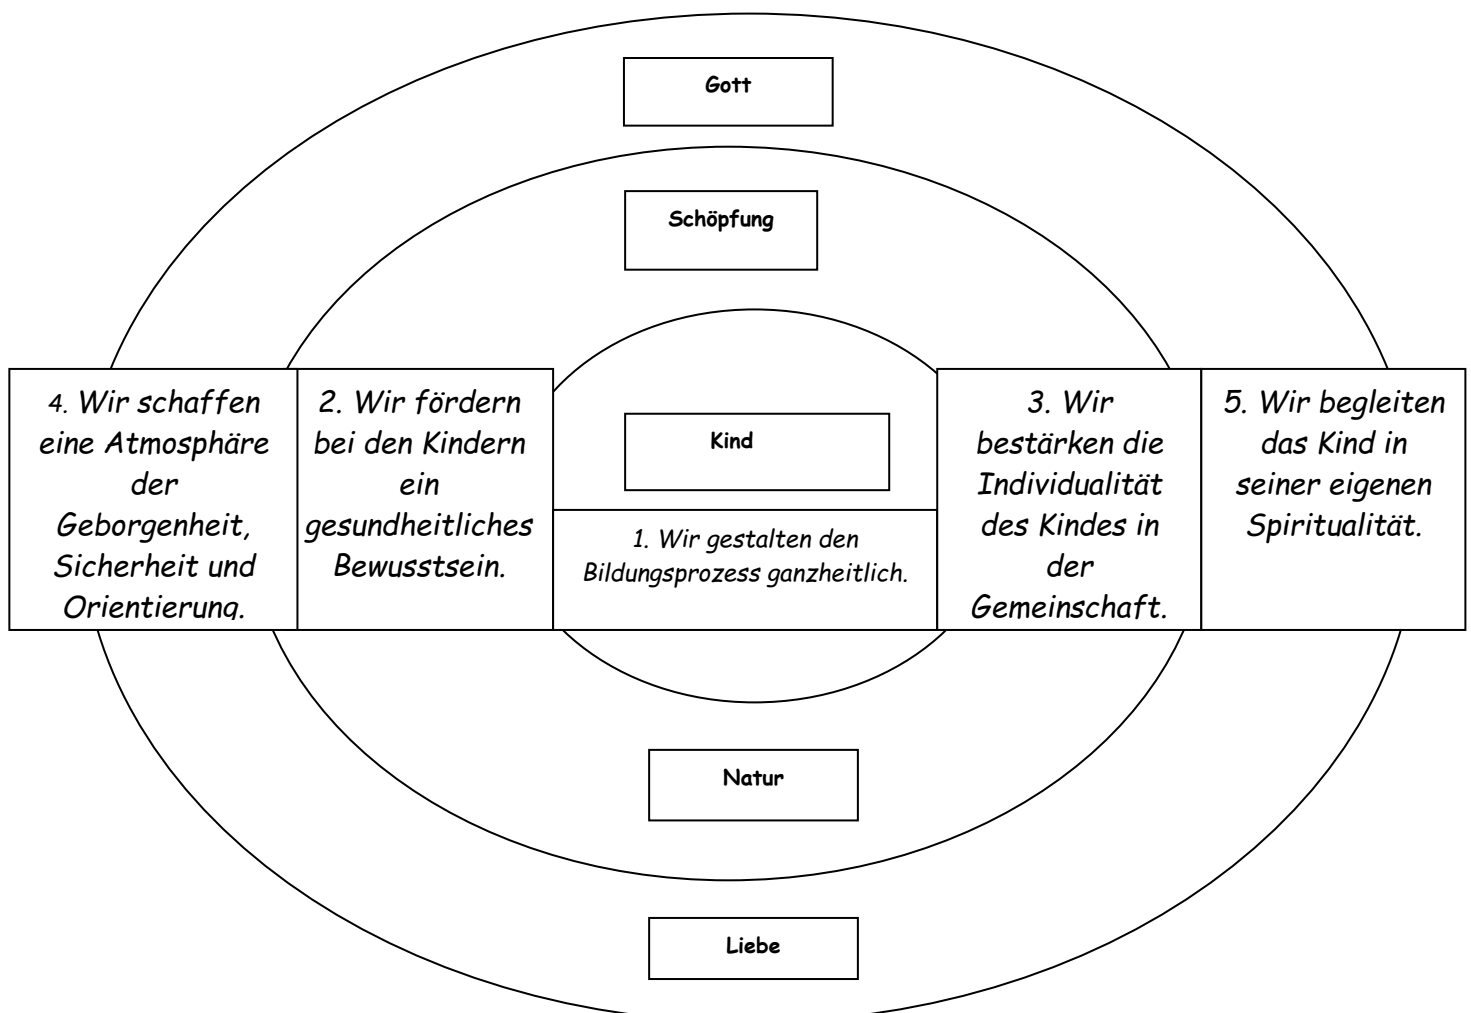 Gott
Schöpfung
4. Wir schaffen
eine Atmosphäre
der
Geborgenheit,
Sicherheit und
Orientierung.
2. Wir fördern
bei den Kindern
ein
gesundheitliches
Bewusstsein.
Kind
1. Wir gestalten den
Bildungsprozess ganzheitlich.
3. Wir
bestärken die
Individualität
des Kindes in
der
Gemeinschaft.
5. Wir begleiten
das Kind in
seiner eigenen
Spiritualität.
Natur
Liebe